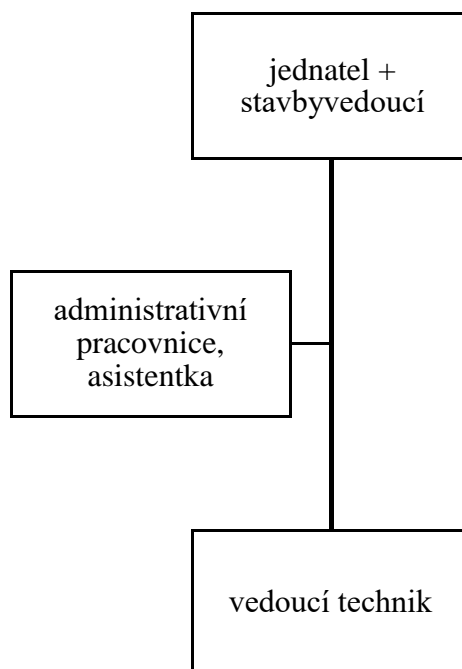 jednatel +
stavbyvedoucí
administrativní
pracovnice,
asistentka
vedoucí technik